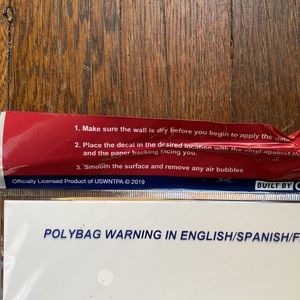 1. Make sure the wall is dry before you begin to apply the
2. Place the decal in the desired location with the vinyl against
and the paper backing facing you.
3. Smooth the surface and remove any air bubbles
Officially Licensed Product of USWNTPA © 2019
BUILT BY
POLYBAG WARNING IN ENGLISH/SPANISH/F